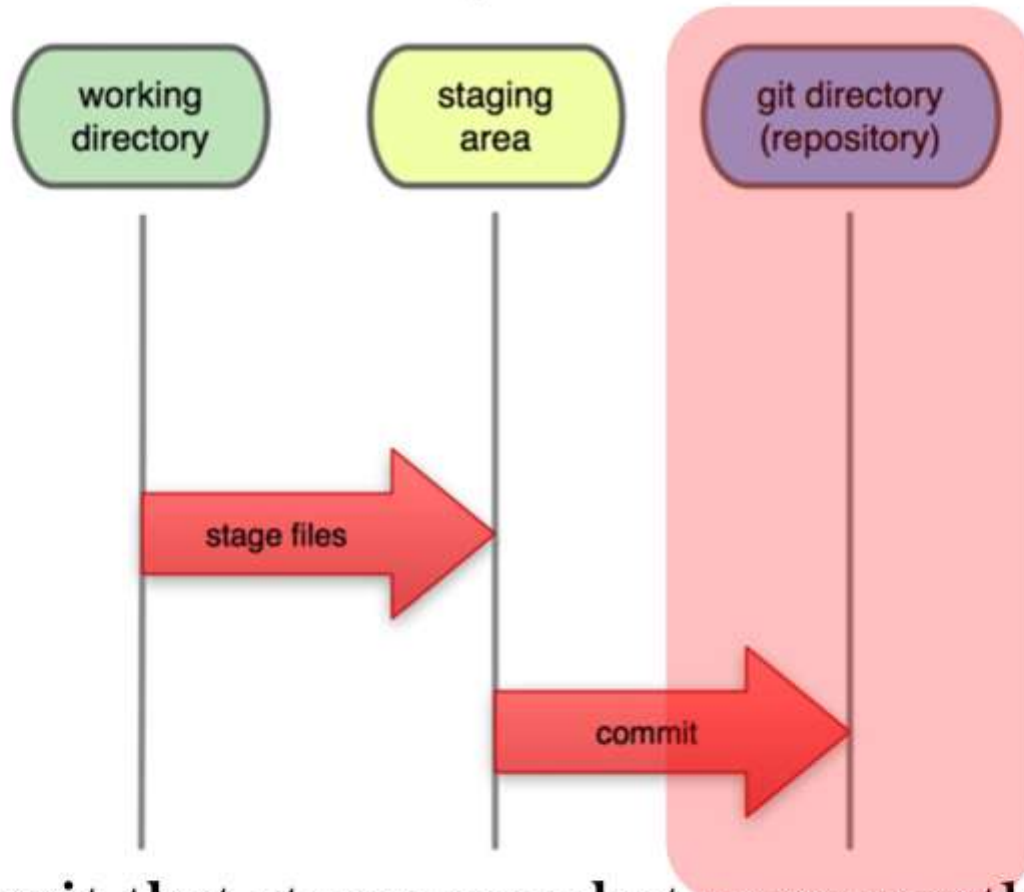 working
directory
staging
area
git directory
(repository)
stage files
commit